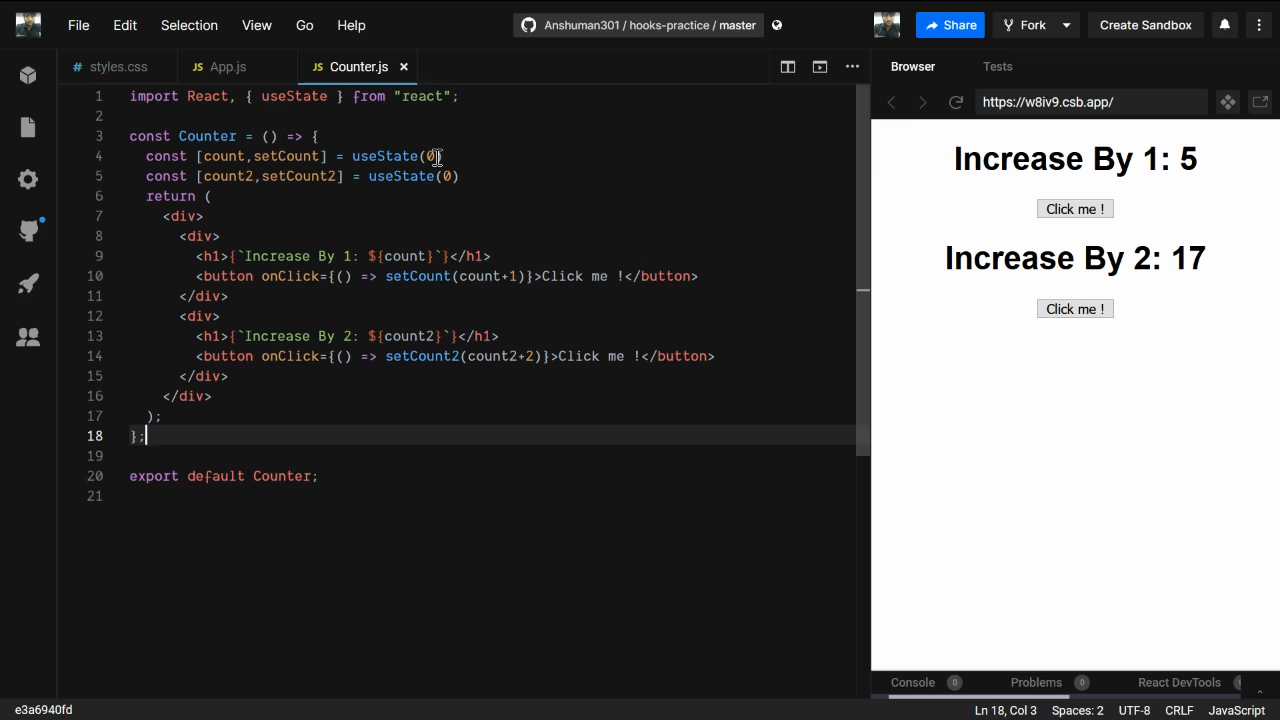 File Edit Selection View Go Help
Anshuman301 / hooks-practice / master
Share Fork Create Sandbox
# styles.css JS App.js JS Counter.js ×
Browser Tests
https://w8iv9.csb.app/
1 import React, { useState } from "react";
2
3 const Counter = () => {
4 const [count,setCount] = useState(0)
5 const [count2,setCount2] = useState(0)
6 return (
7 <div>
8 <div>
9 <h1>{`Increase By 1: ${count}`}</h1>
10 <button onClick={() => setCount(count+1)}>Click me !</button>
11 </div>
12 <div>
13 <h1>{`Increase By 2: ${count2}`}</h1>
14 <button onClick={() => setCount2(count2+2)}>Click me !</button>
15 </div>
16 </div>
17 );
18 };
19
20 export default Counter;
21
Increase By 1: 5
Click me !
Increase By 2: 17
Click me !
Console 0 Problems 0 React DevTools
e3a6940fd
Ln 18, Col 3 Spaces: 2 UTF-8 CRLF JavaScript